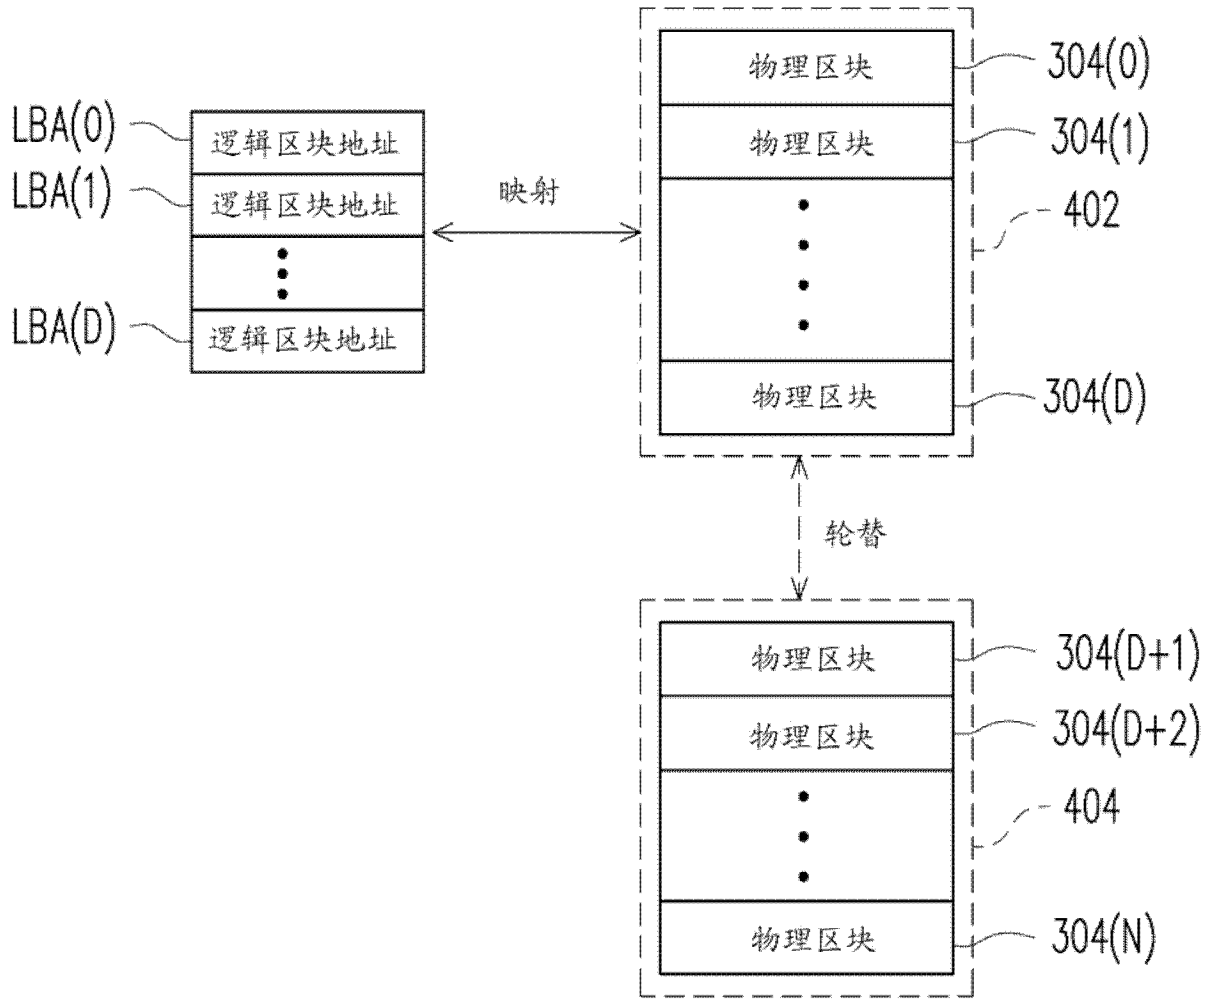 LBA(0)
逻辑区块地址
LBA(1)
逻辑区块地址
LBA(D)
逻辑区块地址
映射
物理区块
304(0)
物理区块
304(1)
402
物理区块
304(D)
轮替
物理区块
304(D+1)
物理区块
304(D+2)
404
物理区块
304(N)